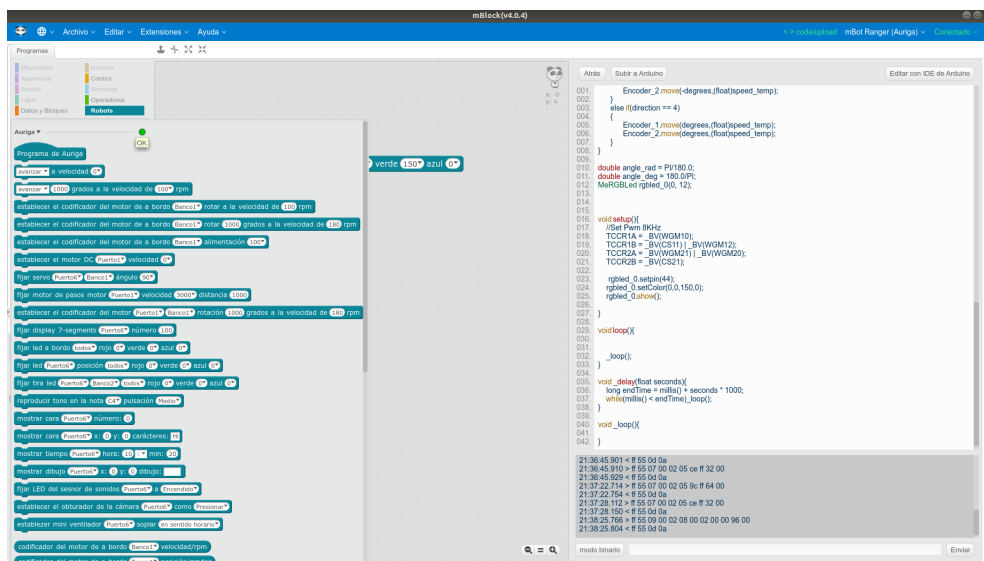 mBlock(v4.0.4)
Archivo Editar Extensiones Ayuda
<> code/upload mBot Ranger (Auriga) Conectado
Programas
Movimiento Eventos
Apariencia Control
Sonido Sensores
Lápiz Operadores
Datos y Bloques Robots
x: -0
y: 4
Auriga
OK
Programa de Auriga
avanzar a velocidad 0
avanzar 1000 grados a la velocidad de 100 rpm
establecer el codificador del motor de a bordo Banco1 rotar a la velocidad de 100 rpm
establecer el codificador del motor de a bordo Banco1 rotar 1000 grados a la velocidad de 180 rpm
establecer el codificador del motor de a bordo Banco1 alimentación 100
establecer el motor DC Puerto1 velocidad 0
fijar servo Puerto6 Banco1 ángulo 90
fijar motor de pasos motor Puerto1 velocidad 3000 distancia 1000
establecer el codificador del motor Puerto1 Banco1 rotación 1000 grados a la velocidad de 180 rpm
fijar display 7-segments Puerto6 número 100
fijar led a bordo todos rojo 0 verde 0 azul 0
fijar led Puerto6 posición todos rojo 0 verde 0 azul 0
fijar tira led Puerto6 Banco2 todos rojo 0 verde 0 azul 0
reproducir tono en la nota C4 pulsación Medio
mostrar cara Puerto6 número: 0
mostrar cara Puerto6 x: 0 y: 0 carácteres: Hi
mostrar tiempo Puerto6 hora: 10 : min: 20
mostrar dibujo Puerto6 x: 0 y: 0 dibujo:
fijar LED del sesnor de sonidos Puerto6 a Encendido
establecer el obturador de la cámara Puerto6 como Presionar
establezer mini ventilador Puerto6 soplar en sentido horario
codificador del motor de a bordo Banco1 velocidad/rpm
verde 150 azul 0
Atrás Subir a Arduino Editar con IDE de Arduino
001. Encoder_2.move(-degrees,(float)speed_temp);
002. }
003. else if(direction == 4)
004. {
005. Encoder_1.move(degrees,(float)speed_temp);
006. Encoder_2.move(degrees,(float)speed_temp);
007. }
008. }
009.
010. double angle_rad = PI/180.0;
011. double angle_deg = 180.0/PI;
012. MeRGBLed rgbled_0(0, 12);
013.
014.
015.
016. void setup(){
017. //Set Pwm 8KHz
018. TCCR1A = _BV(WGM10);
019. TCCR1B = _BV(CS11) | _BV(WGM12);
020. TCCR2A = _BV(WGM21) | _BV(WGM20);
021. TCCR2B = _BV(CS21);
022.
023. rgbled_0.setpin(44);
024. rgbled_0.setColor(0,0,150,0);
025. rgbled_0.show();
026.
027. }
028.
029. void loop(){
030.
031.
032. _loop();
033. }
034.
035. void _delay(float seconds){
036. long endTime = millis() + seconds * 1000;
037. while(millis() < endTime)_loop();
038. }
039.
040. void _loop(){
041.
042. }
21:36:45.901 < ff 55 0d 0a
21:36:45.910 > ff 55 07 00 02 05 ce ff 32 00
21:36:45.929 < ff 55 0d 0a
21:37:22.714 > ff 55 07 00 02 05 9c ff 64 00
21:37:22.754 < ff 55 0d 0a
21:37:28.112 > ff 55 07 00 02 05 ce ff 32 00
21:37:28.150 < ff 55 0d 0a
21:38:25.766 > ff 55 09 00 02 08 00 02 00 00 96 00
21:38:25.804 < ff 55 0d 0a
modo binario Enviar